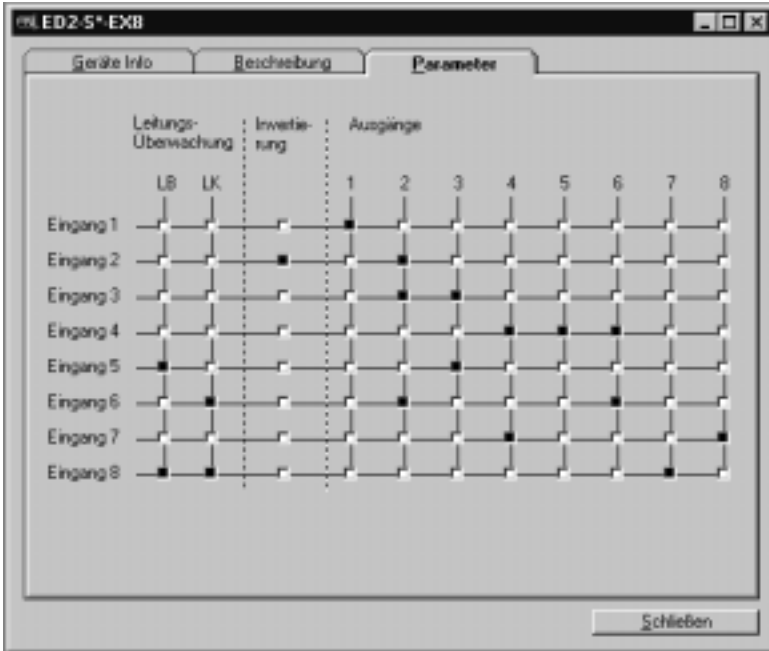 ED2-S*-EX8
Geräte Info Beschreibung Parameter
Leitungs- Invertie- Ausgänge
Überwachung rung
LB LK 1 2 3 4 5 6 7 8
Eingang 1
Eingang 2
Eingang 3
Eingang 4
Eingang 5
Eingang 6
Eingang 7
Eingang 8
Schließen